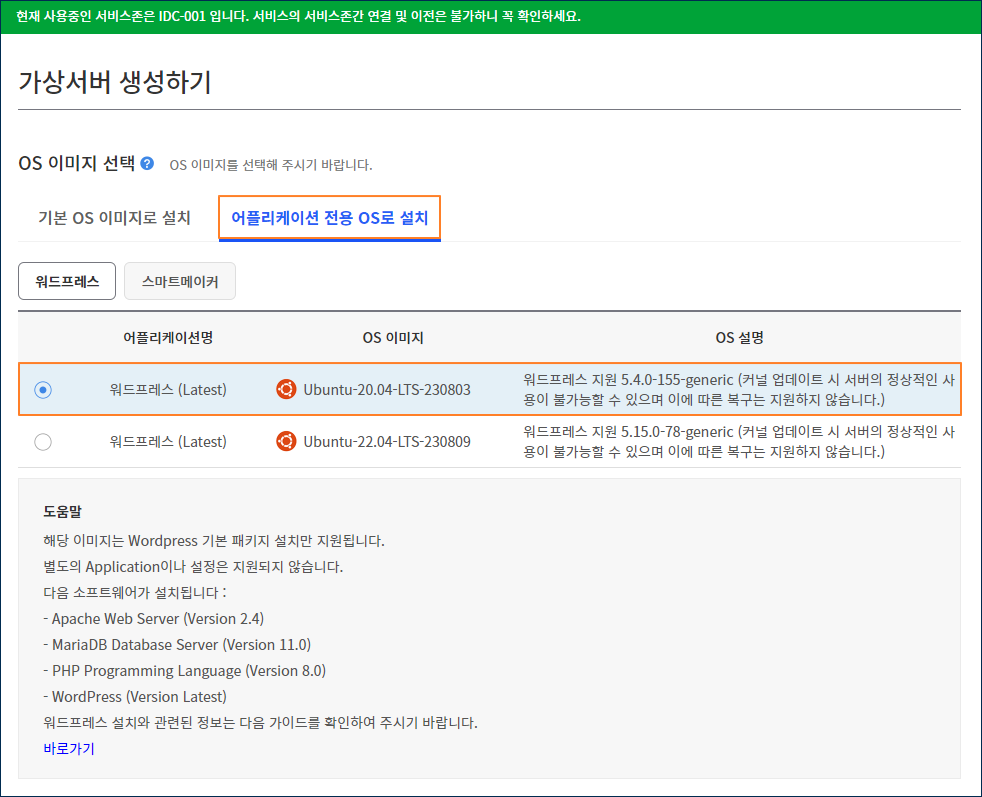 현재 사용중인 서비스존은 IDC-001 입니다. 서비스의 서비스존간 연결 및 이전은 불가하니 꼭 확인하세요.
가상서버 생성하기
OS 이미지 선택 ? OS 이미지를 선택해 주시기 바랍니다.
기본 OS 이미지로 설치 어플리케이션 전용 OS로 설치
워드프레스 스마트메이커
어플리케이션명 OS 이미지 OS 설명
워드프레스 (Latest) Ubuntu-20.04-LTS-230803 워드프레스 지원 5.4.0-155-generic (커널 업데이트 시 서버의 정상적인 사
용이 불가능할 수 있으며 이에 따른 복구는 지원하지 않습니다.)
워드프레스 (Latest) Ubuntu-22.04-LTS-230809 워드프레스 지원 5.15.0-78-generic (커널 업데이트 시 서버의 정상적인 사
용이 불가능할 수 있으며 이에 따른 복구는 지원하지 않습니다.)
도움말
해당 이미지는 Wordpress 기본 패키지 설치만 지원됩니다.
별도의 Application이나 설정은 지원되지 않습니다.
다음 소프트웨어가 설치됩니다 :
- Apache Web Server (Version 2.4)
- MariaDB Database Server (Version 11.0)
- PHP Programming Language (Version 8.0)
- WordPress (Version Latest)
워드프레스 설치와 관련된 정보는 다음 가이드를 확인하여 주시기 바랍니다.
바로가기